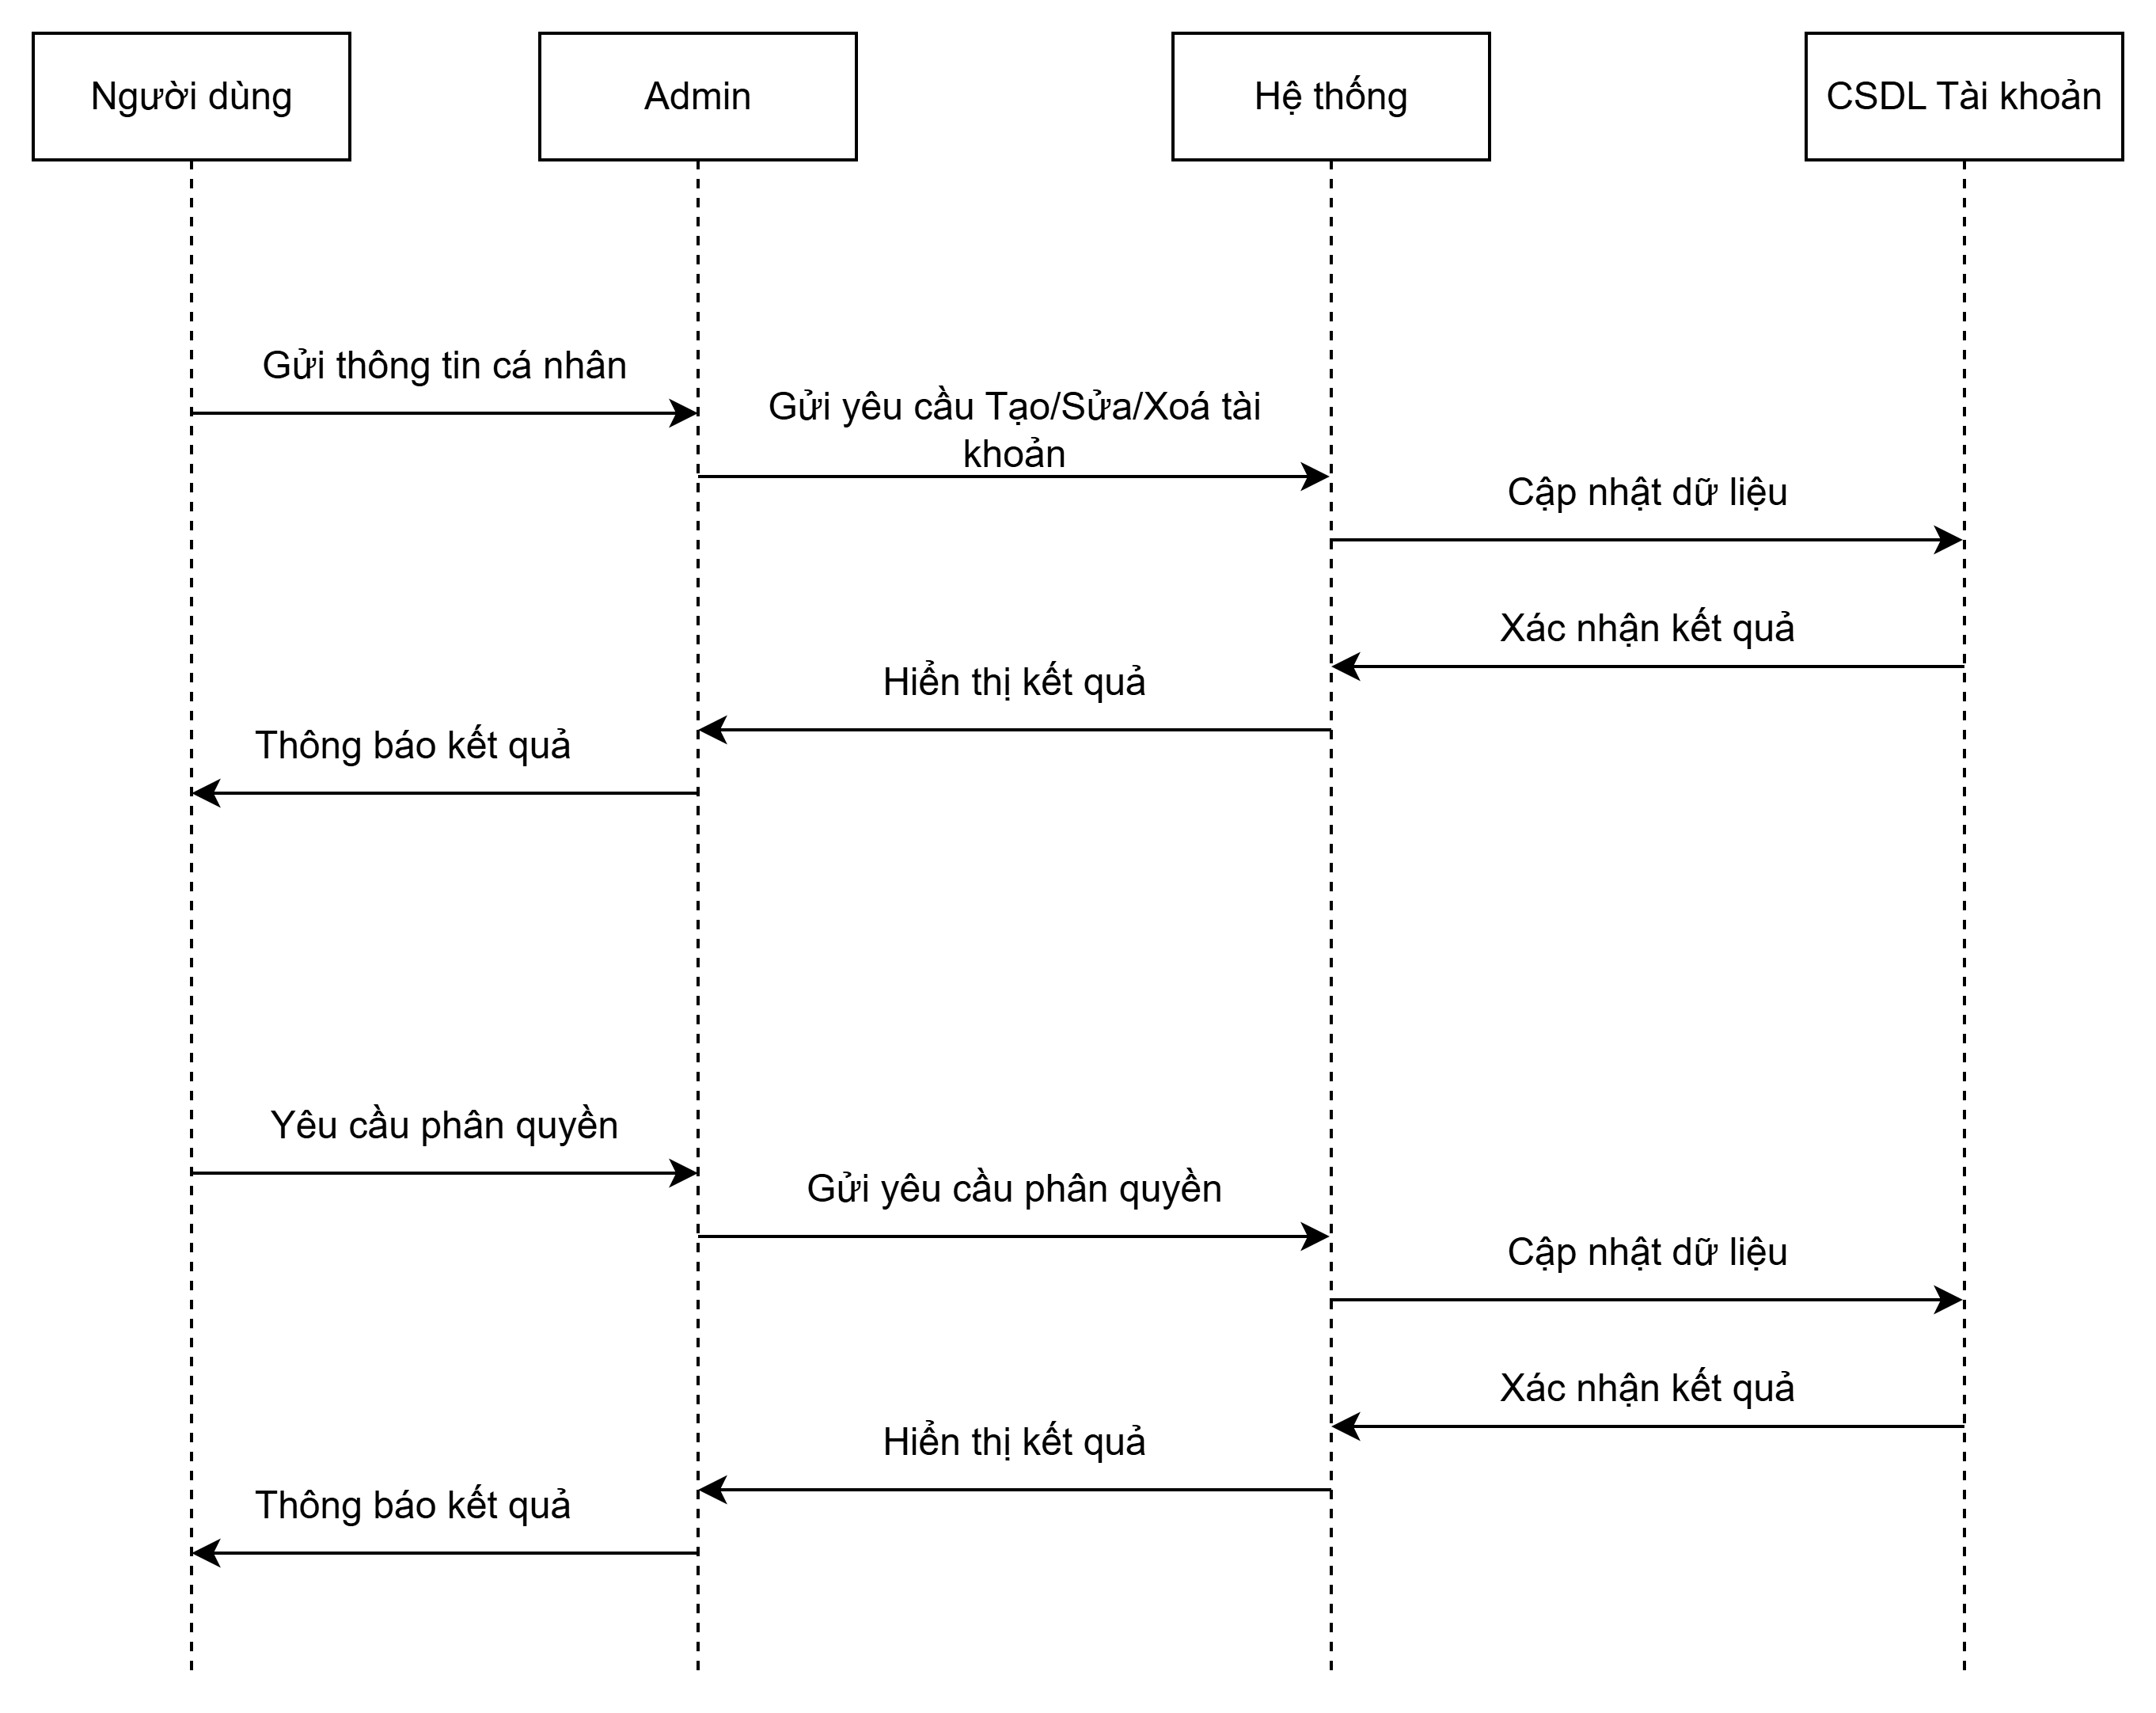 Người dùng
Admin
Hệ thống
CSDL Tài khoản
Gửi thông tin cá nhân
Gửi yêu cầu Tạo/Sửa/Xoá tài
khoản
Cập nhật dữ liệu
Xác nhận kết quả
Hiển thị kết quả
Thông báo kết quả
Yêu cầu phân quyền
Gửi yêu cầu phân quyền
Cập nhật dữ liệu
Xác nhận kết quả
Hiển thị kết quả
Thông báo kết quả